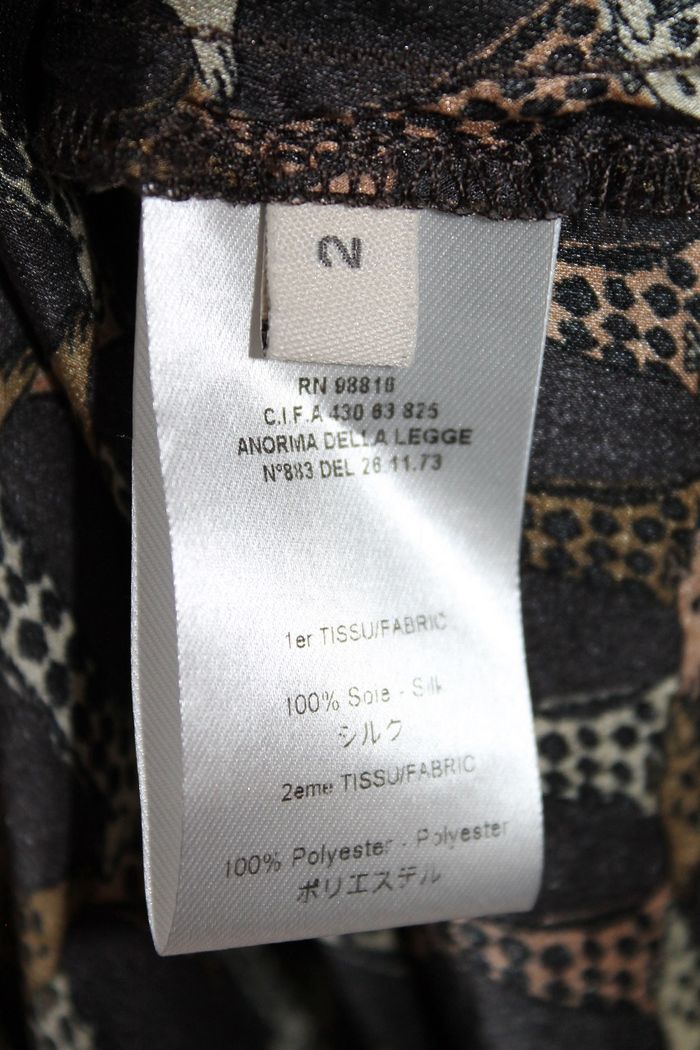 2
RN 98816
C.I.F.A 430 63 825
ANORMA DELLA LEGGE
N°883 DEL 26.11.73
1er TISSU/FABRIC
100% Soie - Silk
シルク
2eme TISSU/FABRIC
100% Polyester - Polyester
ポリエステル